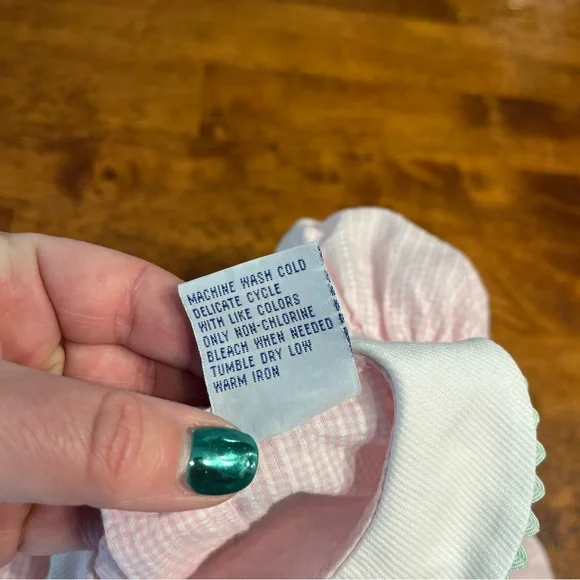 MACHINE WASH COLD
DELICATE CYCLE
WITH LIKE COLORS
ONLY NON-CHLORINE
BLEACH WHEN NEEDED
TUMBLE DRY LOW
WARM IRON